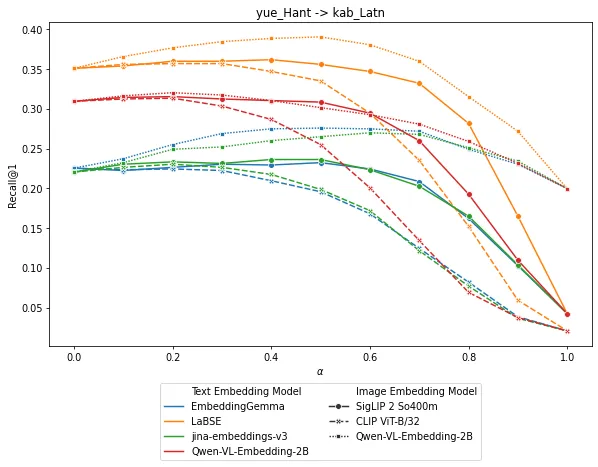 yue_Hant -> kab_Latn
Recall@1
0.40
0.35
0.30
0.25
0.20
0.15
0.10
0.05
0.0
0.2
0.4
0.6
0.8
1.0
α
Text Embedding Model
EmbeddingGemma
LaBSE
jina-embeddings-v3
Qwen-VL-Embedding-2B
Image Embedding Model
SigLIP 2 So400m
CLIP ViT-B/32
Qwen-VL-Embedding-2B